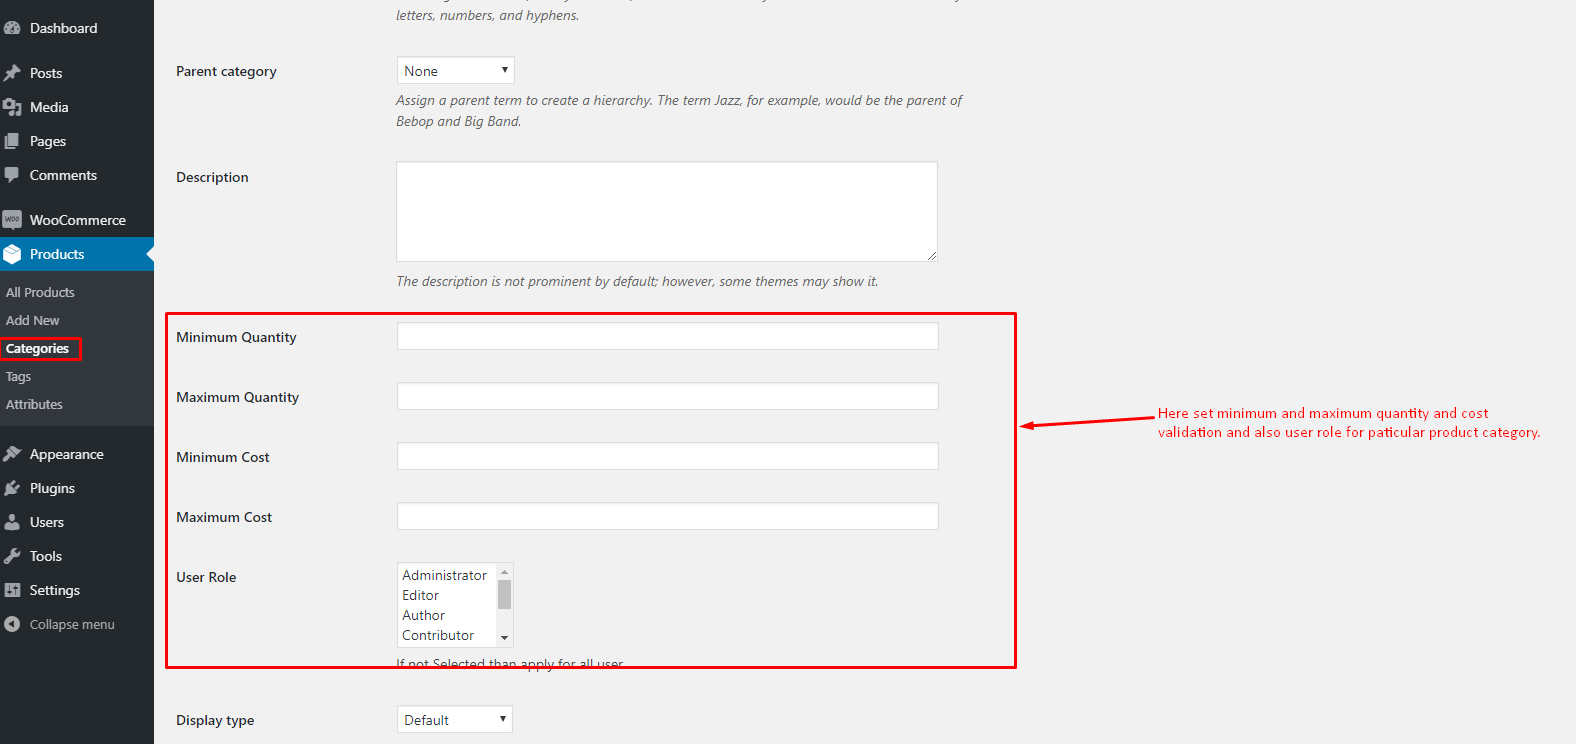 Dashboard
Posts
Media
Pages
Comments
WooCommerce
Products
All Products
Add New
Categories
Tags
Attributes
Appearance
Plugins
Users
Tools
Settings
Collapse menu
letters, numbers, and hyphens.
Parent category
None
Assign a parent term to create a hierarchy. The term Jazz, for example, would be the parent of
Bebop and Big Band.
Description
The description is not prominent by default; however, some themes may show it.
Minimum Quantity
Maximum Quantity
Minimum Cost
Maximum Cost
User Role
Administrator
Editor
Author
Contributor
If not Selected than apply for all user
Display type
Default
Here set minimum and maximum quantity and cost
validation and also user role for paticular product category.